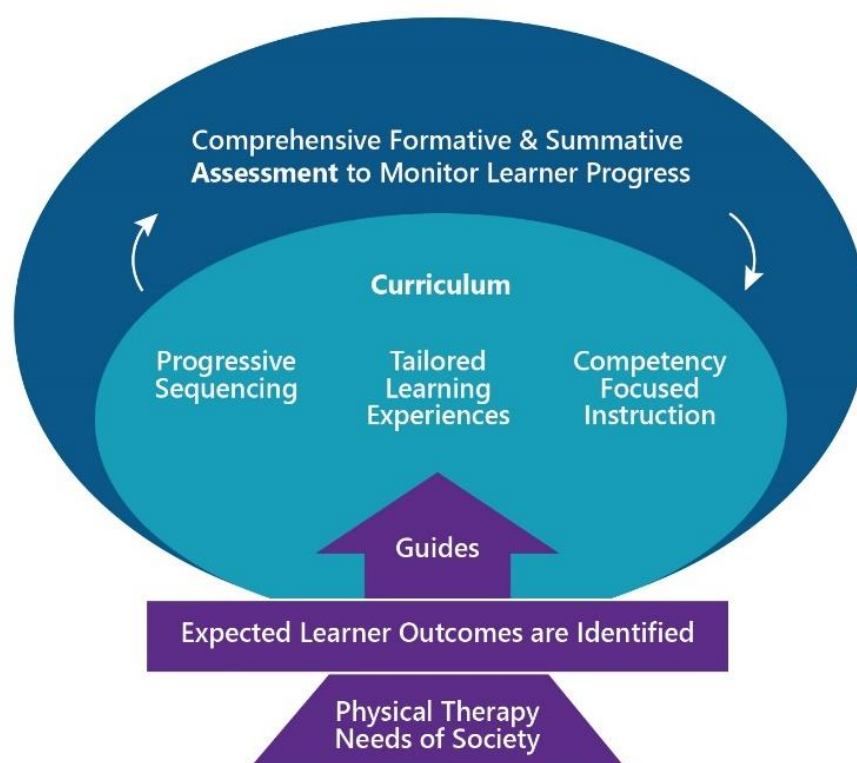 Comprehensive Formative & Summative
Assessment to Monitor Learner Progress
Curriculum
Progressive
Sequencing
Tailored
Learning
Experiences
Competency
Focused
Instruction
Guides
Expected Learner Outcomes are Identified
Physical Therapy
Needs of Society